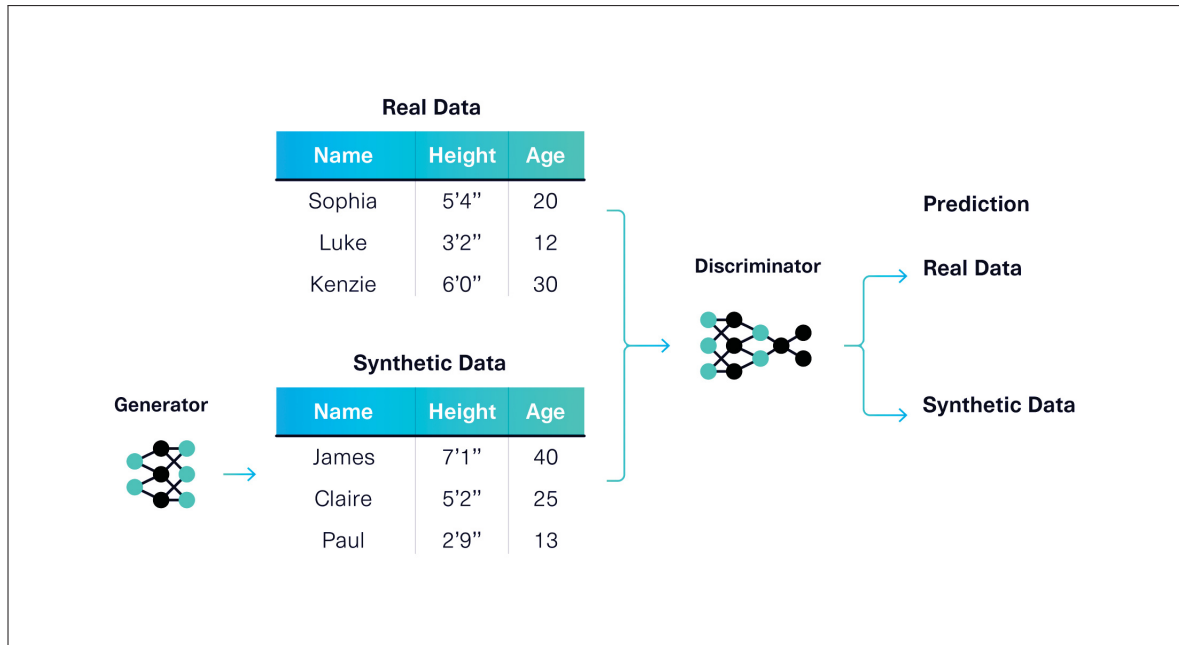 Real Data
Name Height Age
Sophia 5’4’’ 20
Luke 3’2’’ 12
Kenzie 6’0’’ 30
Synthetic Data
Name Height Age
James 7’1’’ 40
Claire 5’2’’ 25
Paul 2’9’’ 13
Generator
Discriminator
Prediction
Real Data
Synthetic Data